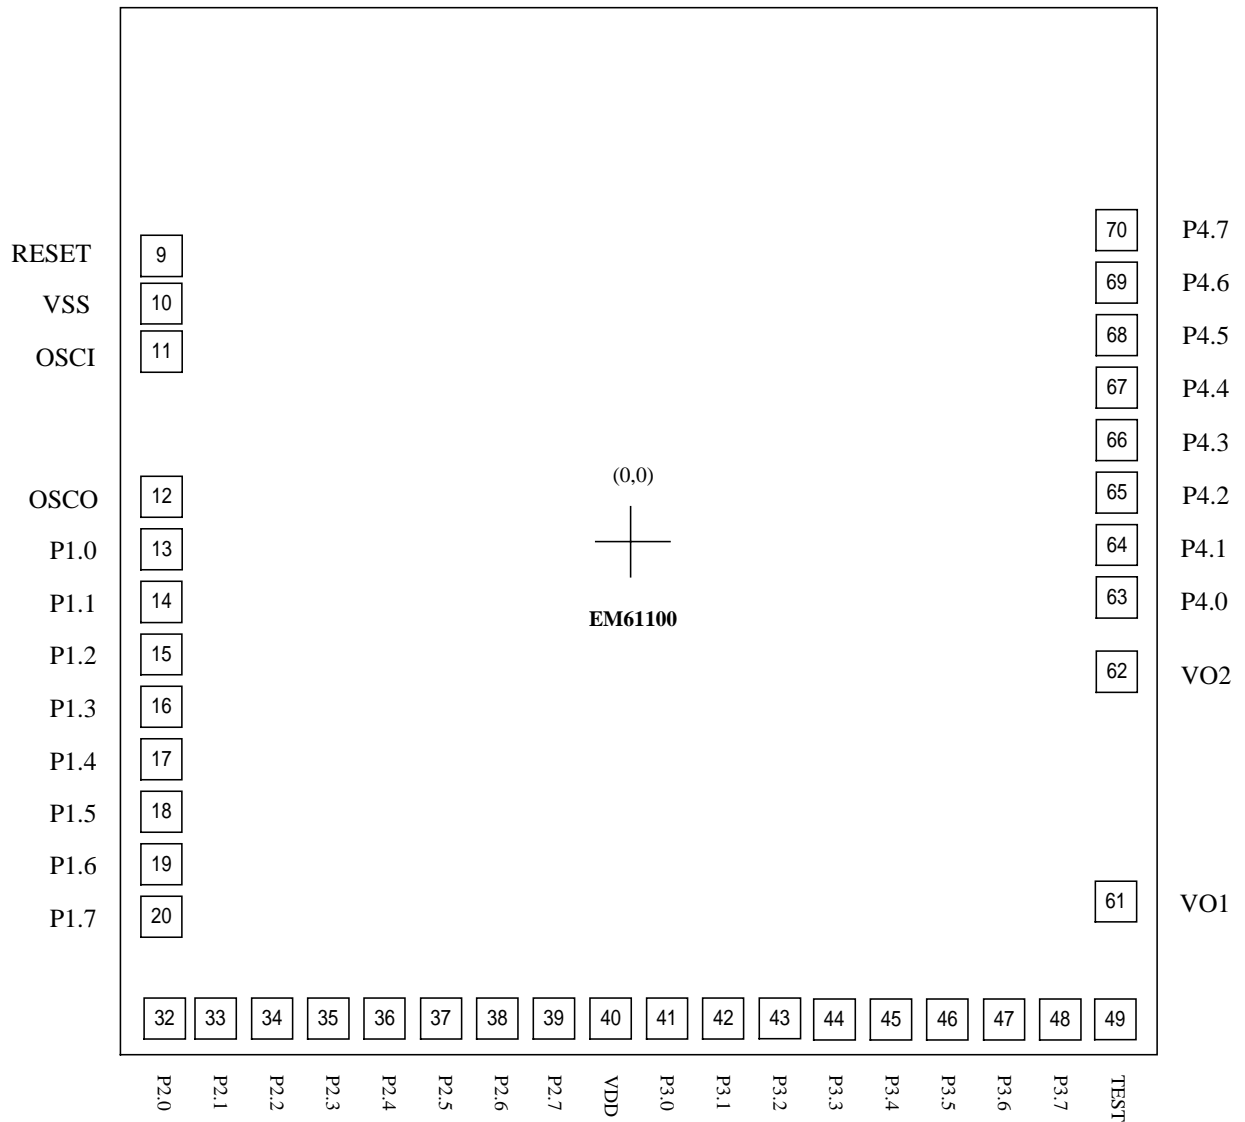 70 P4.7
RESET 9
69 P4.6
VSS 10
68 P4.5
OSCI 11
67 P4.4
66 P4.3
(0,0)
OSCO 12
65 P4.2
P1.0 13
64 P4.1
P1.1 14
63 P4.0
EM61100
P1.2 15
62 VO2
P1.3 16
P1.4 17
P1.5 18
P1.6 19
61 VO1
P1.7 20
32 33 34 35 36 37 38 39 40 41 42 43 44 45 46 47 48 49
P2.0 P2.1 P2.2 P2.3 P2.4 P2.5 P2.6 P2.7 VDD P3.0 P3.1 P3.2 P3.3 P3.4 P3.5 P3.6 P3.7 TEST